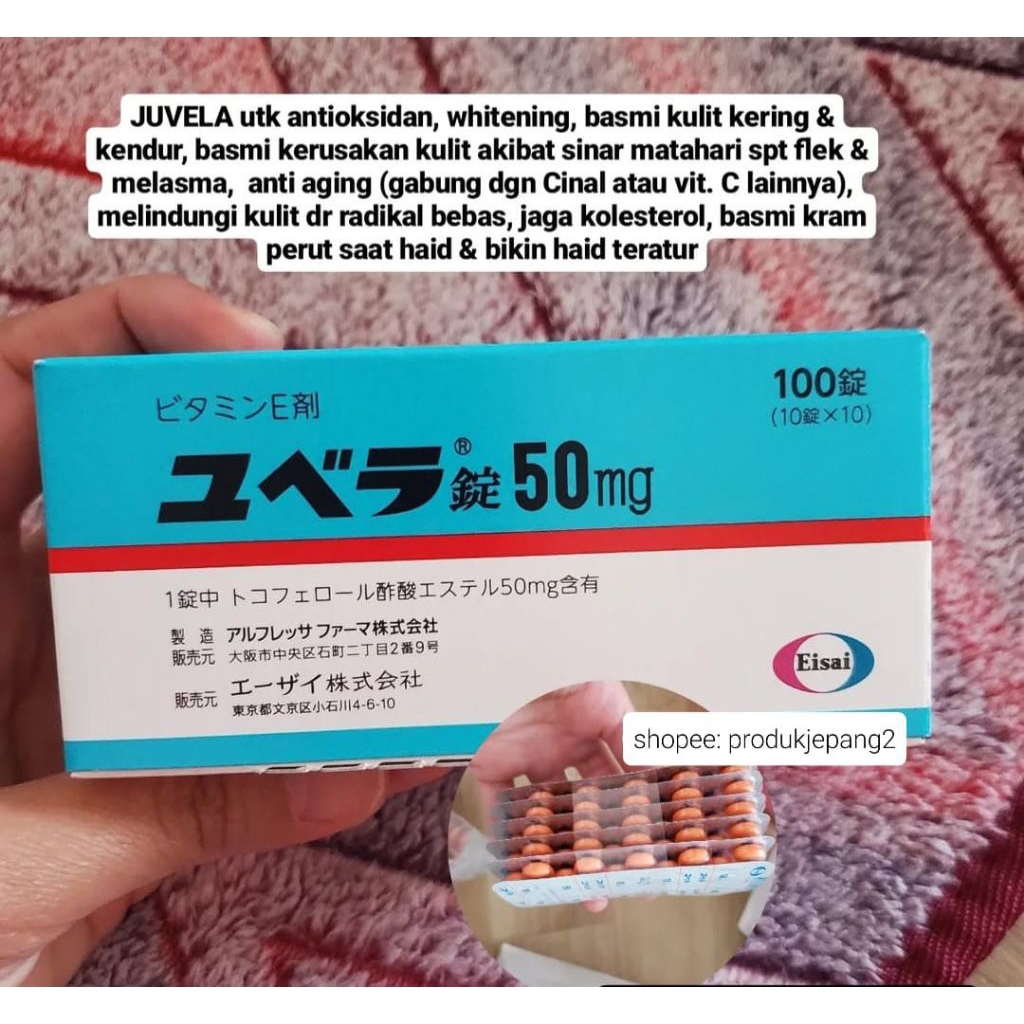 JUVELA utk antioksidan, whitening, basmi kulit kering &
kendur, basmi kerusakan kulit akibat sinar matahari spt flek &
melasma, anti aging (gabung dgn Cinal atau vit. C lainnya),
melindungi kulit dr radikal bebas, jaga kolesterol, basmi kram
perut saat haid & bikin haid teratur
ビタミンE剤
100錠
(10錠×10)
ユベラ®錠50mg
1錠中 トコフェロール酢酸エステル50mg含有
製造販売元 アルフレッサ ファーマ株式会社
大阪市中央区石町二丁目2番9号
販売元 エーザイ株式会社
東京都文京区小石川4-6-10
Eisai
shopee: produkjepang2